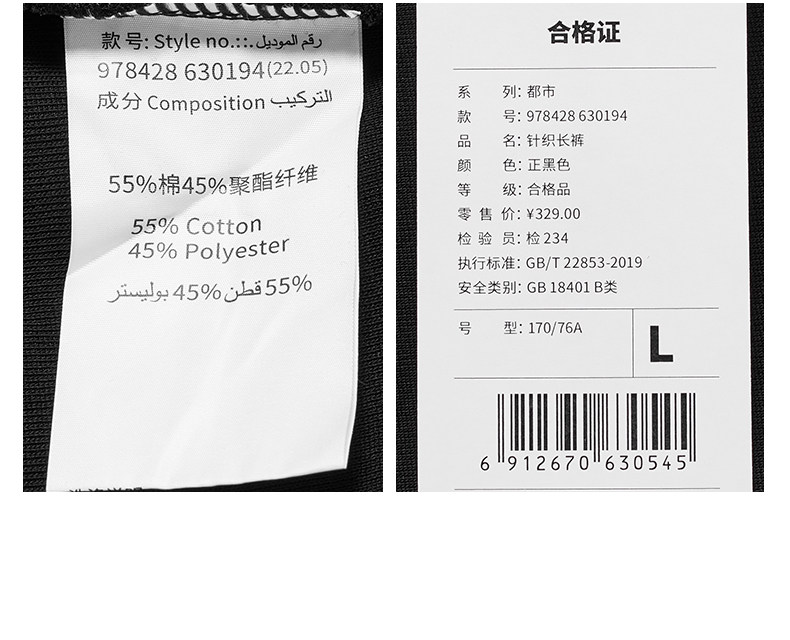 款号: Style no.::. رقم الموديل
978428 630194(22.05)
成分 Composition التركيب
55%棉45%聚酯纤维
55% Cotton
45% Polyester
55% قطن 45% بوليستر
合格证
系 列: 都市
款 号: 978428 630194
品 名: 针织长裤
颜 色: 正黑色
等 级: 合格品
零 售 价: ¥329.00
检 验 员: 检 234
执行标准: GB/T 22853-2019
安全类别: GB 18401 B类
号 型: 170/76A
L
6 912670 630545